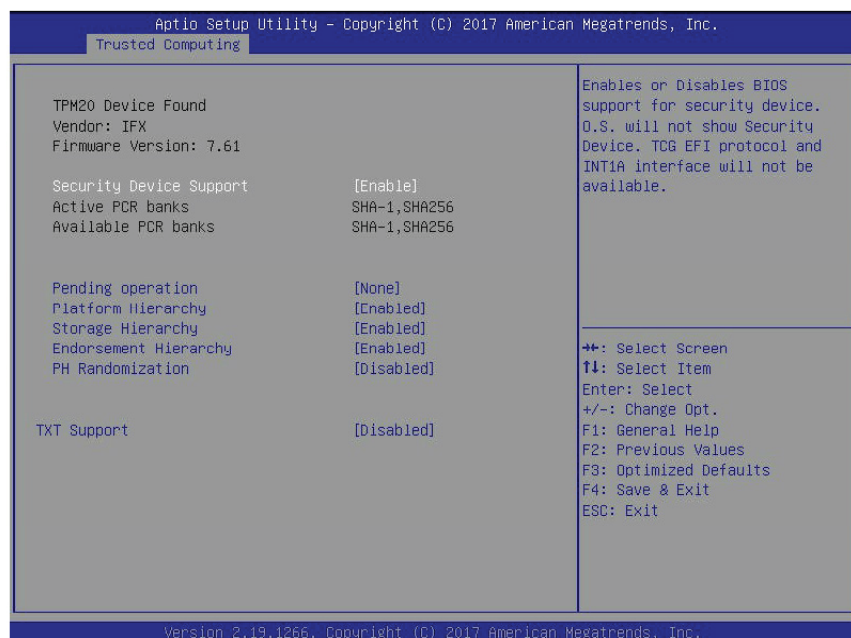 Aptio Setup Utility – Copyright (C) 2017 American Megatrends, Inc.
Trusted Computing
TPM20 Device Found
Vendor: IFX
Firmware Version: 7.61
Security Device Support [Enable]
Active PCR banks SHA-1,SHA256
Available PCR banks SHA-1,SHA256
Pending operation [None]
Platform Hierarchy [Enabled]
Storage Hierarchy [Enabled]
Endorsement Hierarchy [Enabled]
PH Randomization [Disabled]
TXT Support [Disabled]
Enables or Disables BIOS
support for security device.
O.S. will not show Security
Device. TCG EFI protocol and
INT1A interface will not be
available.
→←: Select Screen
↑↓: Select Item
Enter: Select
+/-: Change Opt.
F1: General Help
F2: Previous Values
F3: Optimized Defaults
F4: Save & Exit
ESC: Exit
Version 2.19.1266. Copyright (C) 2017 American Megatrends, Inc.